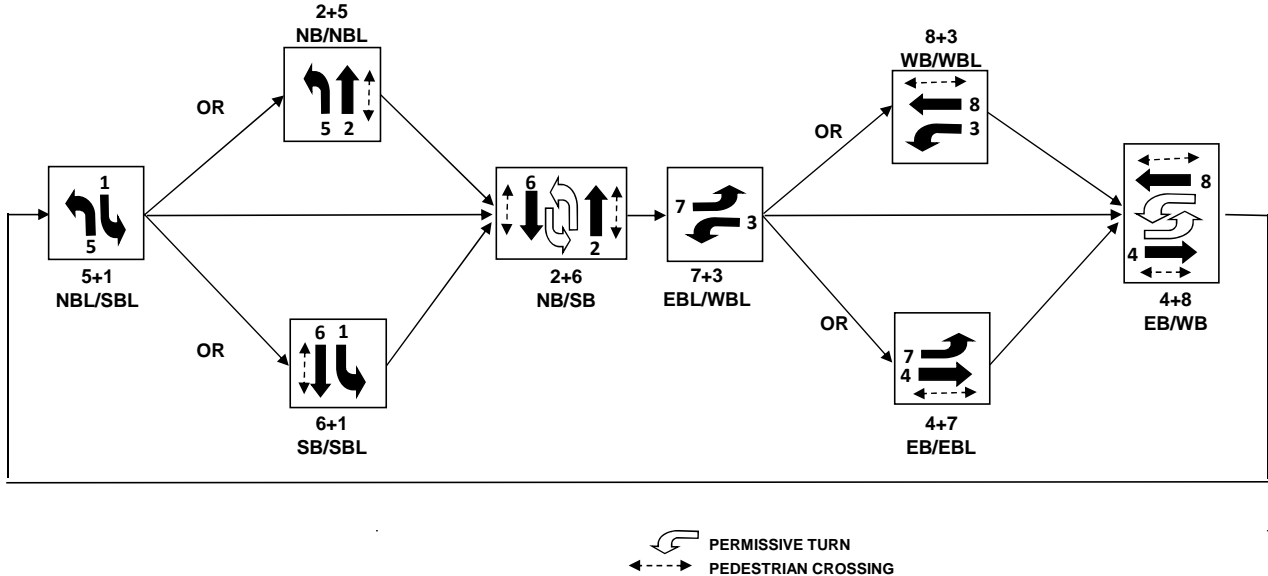 2+5
NB/NBL
5 2
OR
1
5
5+1
NBL/SBL
OR
6 1
6+1
SB/SBL
6
2
2+6
NB/SB
7
3
7+3
EBL/WBL
8+3
WB/WBL
8
3
OR
OR
7
4
4+7
EB/EBL
8
4
4+8
EB/WB
PERMISSIVE TURN
PEDESTRIAN CROSSING